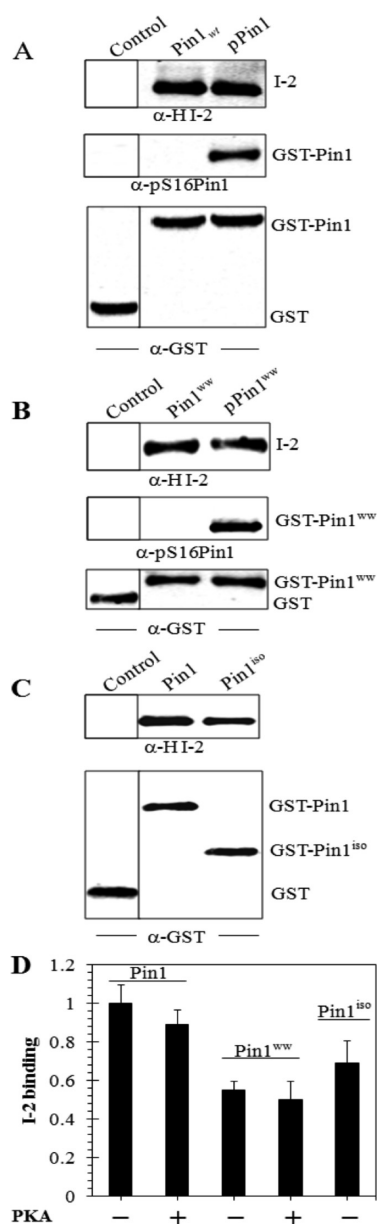 A
Control Pin1wt pPin1
I-2
α-HI-2
GST-Pin1
α-pS16Pin1
GST-Pin1
GST
α-GST
B
Control Pin1ww pPin1ww
I-2
α-HI-2
GST-Pin1ww
α-pS16Pin1
GST-Pin1ww
GST
α-GST
C
Control Pin1 Pin1iso
α-HI-2
GST-Pin1
GST-Pin1iso
GST
α-GST
D
1.2
1
0.8
0.6
0.4
0.2
0
I-2 binding
Pin1
Pin1ww
Pin1iso
PKA − + − + −